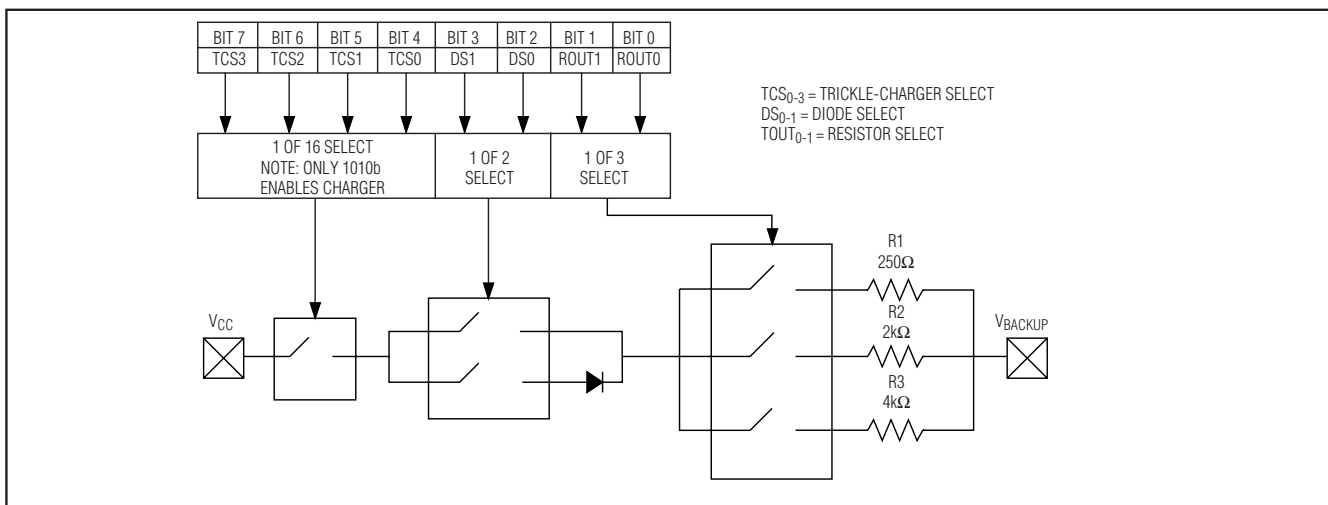 BIT 7 BIT 6 BIT 5 BIT 4 BIT 3 BIT 2 BIT 1 BIT 0
TCS3 TCS2 TCS1 TCS0 DS1 DS0 ROUT1 ROUT0
TCS0-3 = TRICKLE-CHARGER SELECT
DS0-1 = DIODE SELECT
TOUT0-1 = RESISTOR SELECT
1 OF 16 SELECT
NOTE: ONLY 1010b
ENABLES CHARGER
1 OF 2
SELECT
1 OF 3
SELECT
R1
250Ω
VCC
R2
2kΩ
VBACKUP
R3
4kΩ